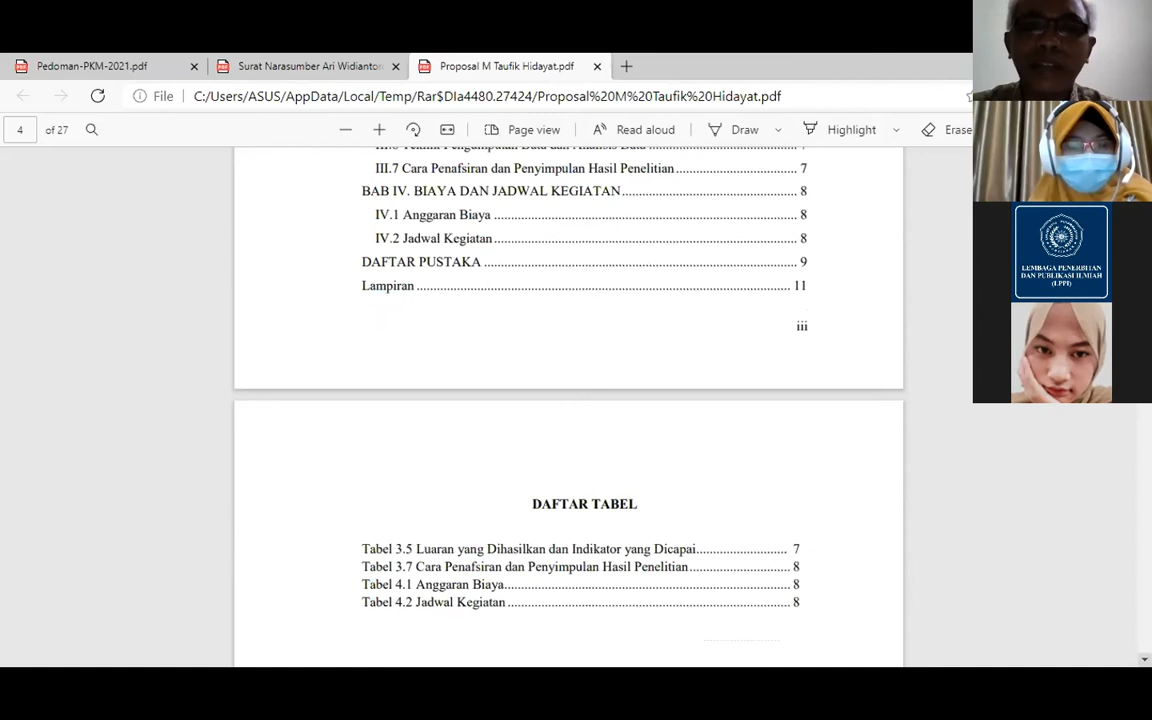 Pedoman-PKM-2021.pdf
Surat Narasumber Ari Widianto
Proposal M Taufik Hidayat.pdf
File
C:/Users/ASUS/AppData/Local/Temp/Rar$DIa4480.27424/Proposal%20M%20Taufik%20Hidayat.pdf
4 of 27
Page view
Read aloud
Draw
Highlight
Erase
III.7 Cara Penafsiran dan Penyimpulan Hasil Penelitian ................................ 7
BAB IV. BIAYA DAN JADWAL KEGIATAN................................................ 8
IV.1 Anggaran Biaya ................................................................................ 8
IV.2 Jadwal Kegiatan ................................................................................ 8
DAFTAR PUSTAKA ................................................................................ 9
Lampiran ................................................................................ 11
iii
DAFTAR TABEL
Tabel 3.5 Luaran yang Dihasilkan dan Indikator yang Dicapai.......................... 7
Tabel 3.7 Cara Penafsiran dan Penyimpulan Hasil Penelitian............................ 8
Tabel 4.1 Anggaran Biaya................................................................................ 8
Tabel 4.2 Jadwal Kegiatan ................................................................................ 8
LEMBAGA PENERBITAN
DAN PUBLIKASI ILMIAH
(LPPI)